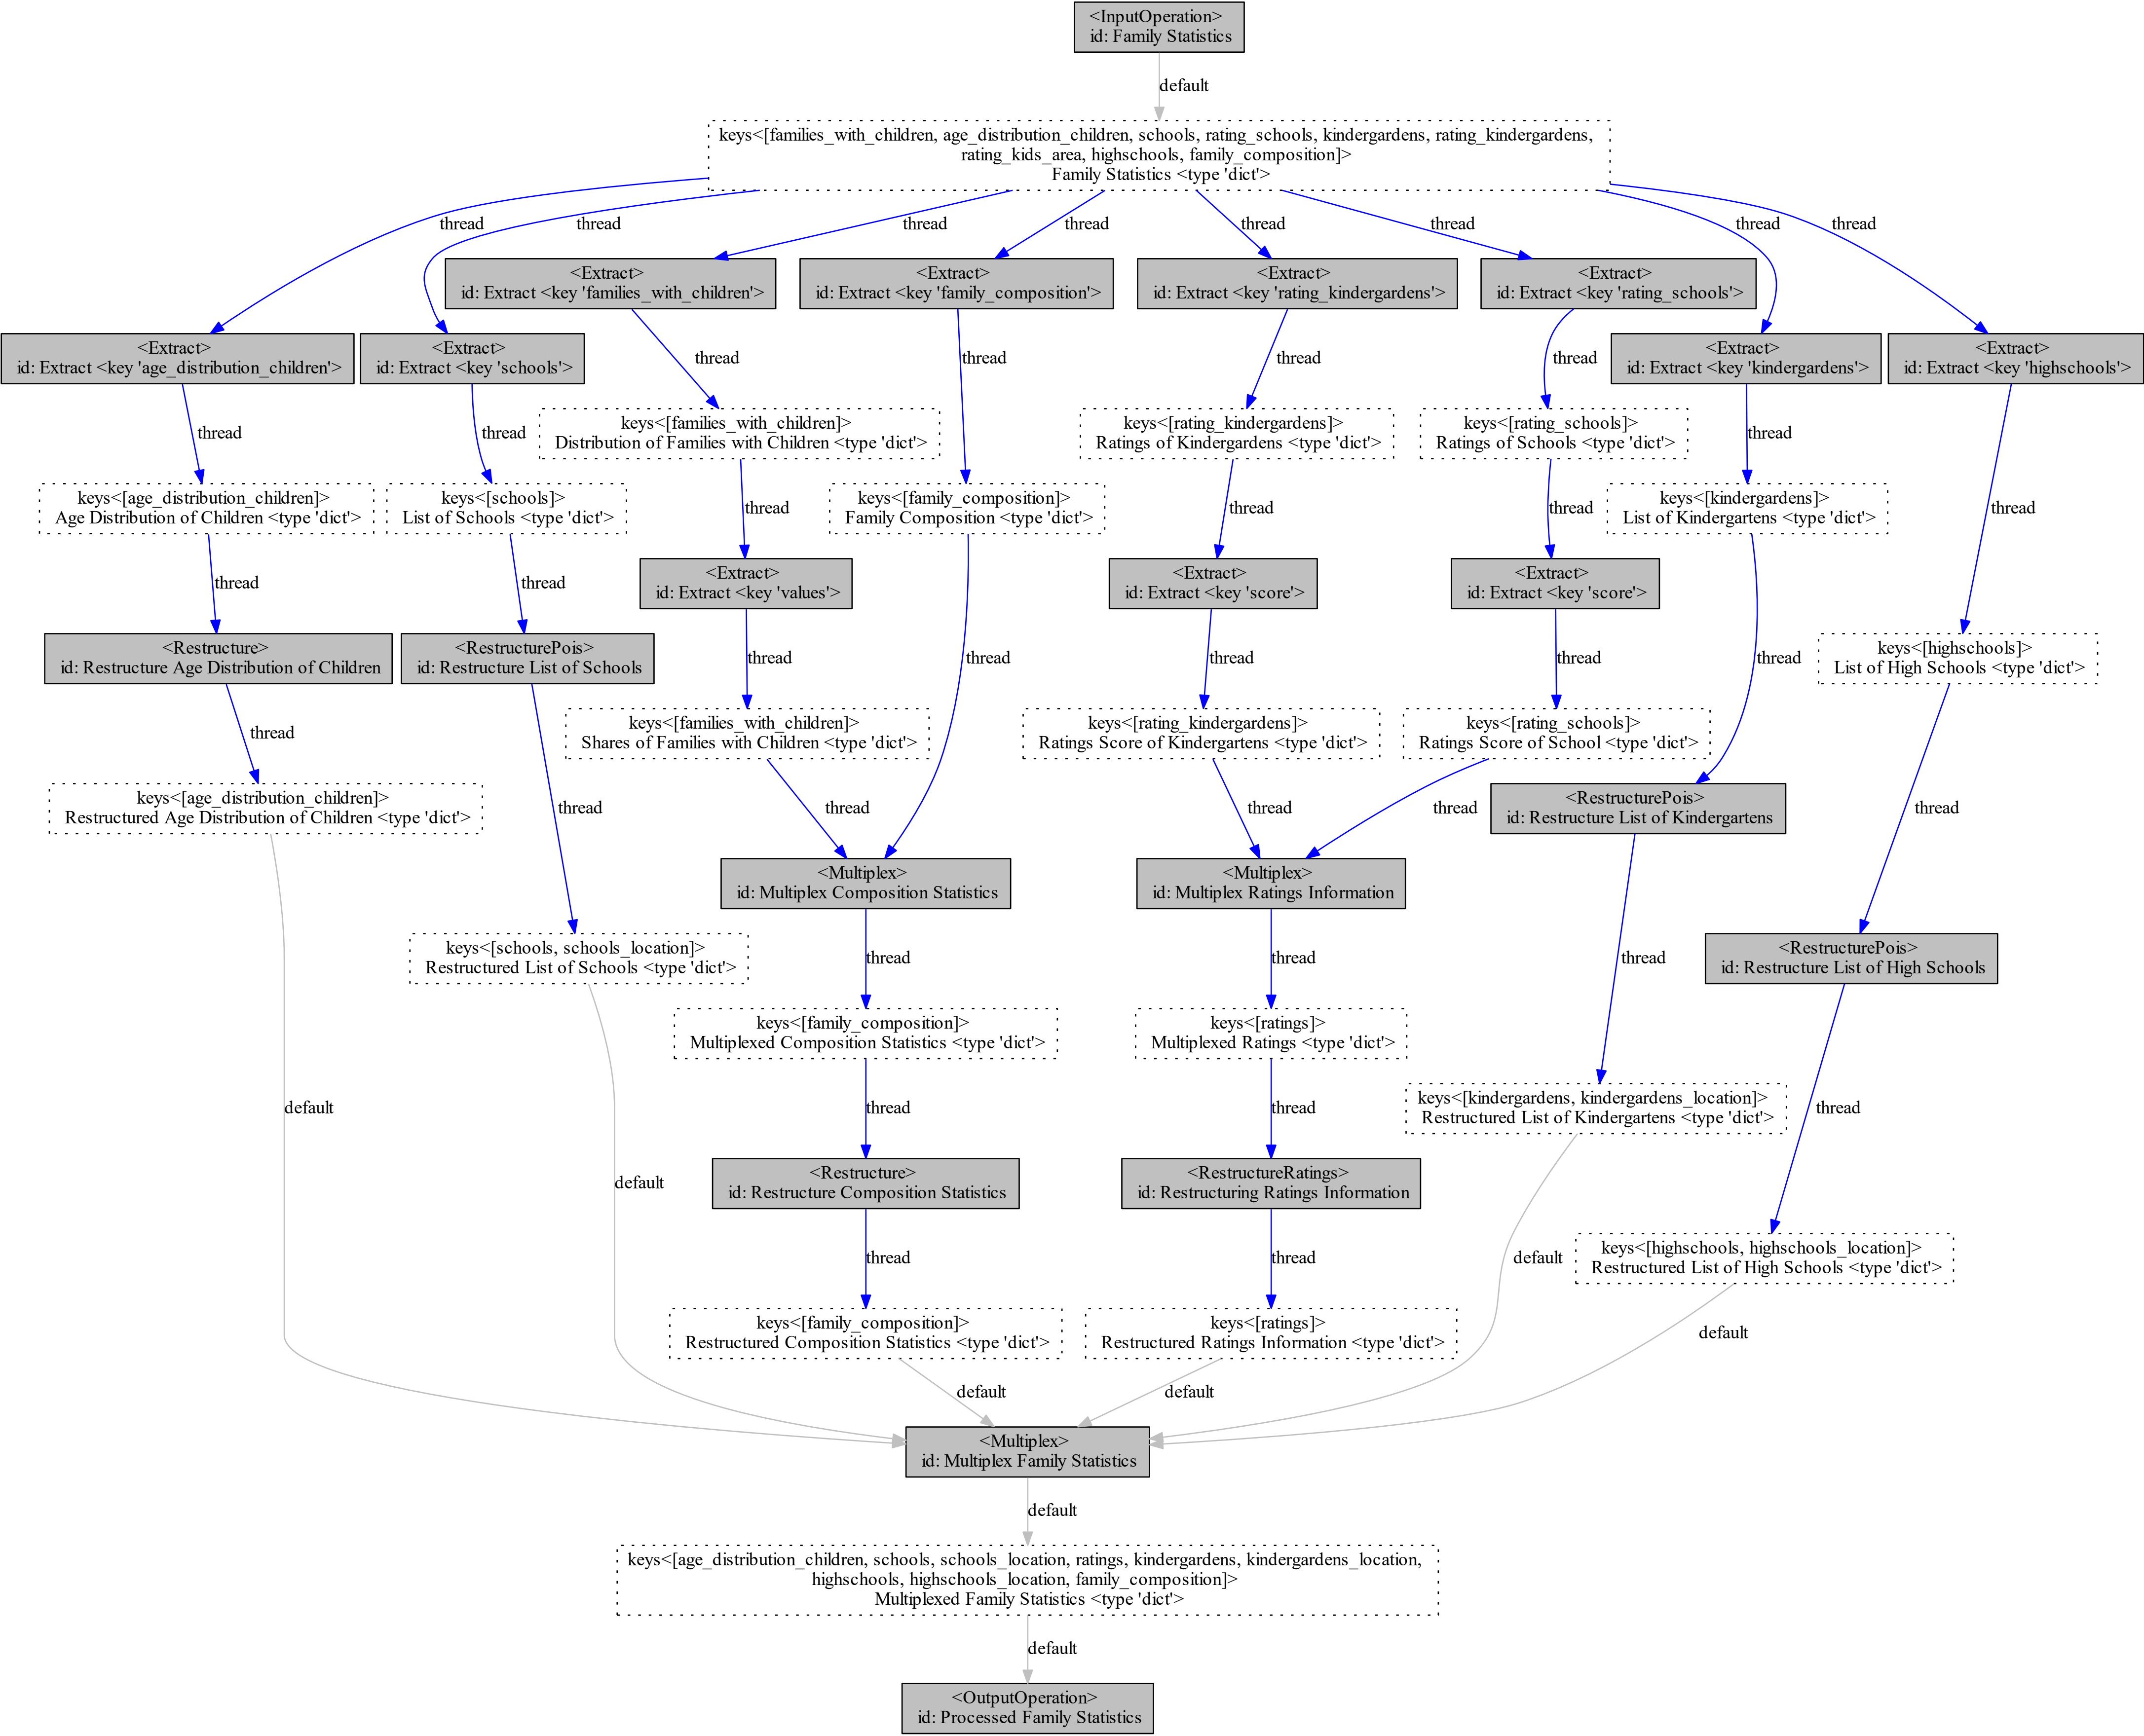 <InputOperation>
id: Family Statistics
default
keys<[families_with_children, age_distribution_children, schools, rating_schools, kindergardens, rating_kindergardens,
rating_kids_area, highschools, family_composition]>
Family Statistics <type 'dict'>
thread
thread
thread
thread
thread
thread
thread
thread
<Extract>
id: Extract <key 'families_with_children'>
<Extract>
id: Extract <key 'family_composition'>
<Extract>
id: Extract <key 'rating_kindergardens'>
<Extract>
id: Extract <key 'rating_schools'>
<Extract>
id: Extract <key 'age_distribution_children'>
<Extract>
id: Extract <key 'schools'>
<Extract>
id: Extract <key 'kindergardens'>
<Extract>
id: Extract <key 'highschools'>
thread
thread
thread
thread
thread
thread
thread
thread
keys<[families_with_children]>
Distribution of Families with Children <type 'dict'>
keys<[rating_kindergardens]>
Ratings of Kindergardens <type 'dict'>
keys<[rating_schools]>
Ratings of Schools <type 'dict'>
keys<[age_distribution_children]>
Age Distribution of Children <type 'dict'>
keys<[schools]>
List of Schools <type 'dict'>
keys<[family_composition]>
Family Composition <type 'dict'>
keys<[kindergardens]>
List of Kindergartens <type 'dict'>
thread
thread
thread
thread
thread
<Extract>
id: Extract <key 'values'>
<Extract>
id: Extract <key 'score'>
<Extract>
id: Extract <key 'score'>
<Restructure>
id: Restructure Age Distribution of Children
<RestructurePois>
id: Restructure List of Schools
keys<[highschools]>
List of High Schools <type 'dict'>
thread
thread
thread
thread
thread
thread
keys<[families_with_children]>
Shares of Families with Children <type 'dict'>
keys<[rating_kindergardens]>
Ratings Score of Kindergartens <type 'dict'>
keys<[rating_schools]>
Ratings Score of School <type 'dict'>
keys<[age_distribution_children]>
Restructured Age Distribution of Children <type 'dict'>
thread
thread
thread
thread
<RestructurePois>
id: Restructure List of Kindergartens
thread
<Multiplex>
id: Multiplex Composition Statistics
<Multiplex>
id: Multiplex Ratings Information
keys<[schools, schools_location]>
Restructured List of Schools <type 'dict'>
thread
thread
thread
<RestructurePois>
id: Restructure List of High Schools
keys<[family_composition]>
Multiplexed Composition Statistics <type 'dict'>
keys<[ratings]>
Multiplexed Ratings <type 'dict'>
default
thread
thread
keys<[kindergardens, kindergardens_location]>
Restructured List of Kindergartens <type 'dict'>
thread
default
<Restructure>
id: Restructure Composition Statistics
<RestructureRatings>
id: Restructuring Ratings Information
thread
thread
default
keys<[highschools, highschools_location]>
Restructured List of High Schools <type 'dict'>
keys<[family_composition]>
Restructured Composition Statistics <type 'dict'>
keys<[ratings]>
Restructured Ratings Information <type 'dict'>
default
default
default
<Multiplex>
id: Multiplex Family Statistics
default
keys<[age_distribution_children, schools, schools_location, ratings, kindergardens, kindergardens_location,
highschools, highschools_location, family_composition]>
Multiplexed Family Statistics <type 'dict'>
default
<OutputOperation>
id: Processed Family Statistics